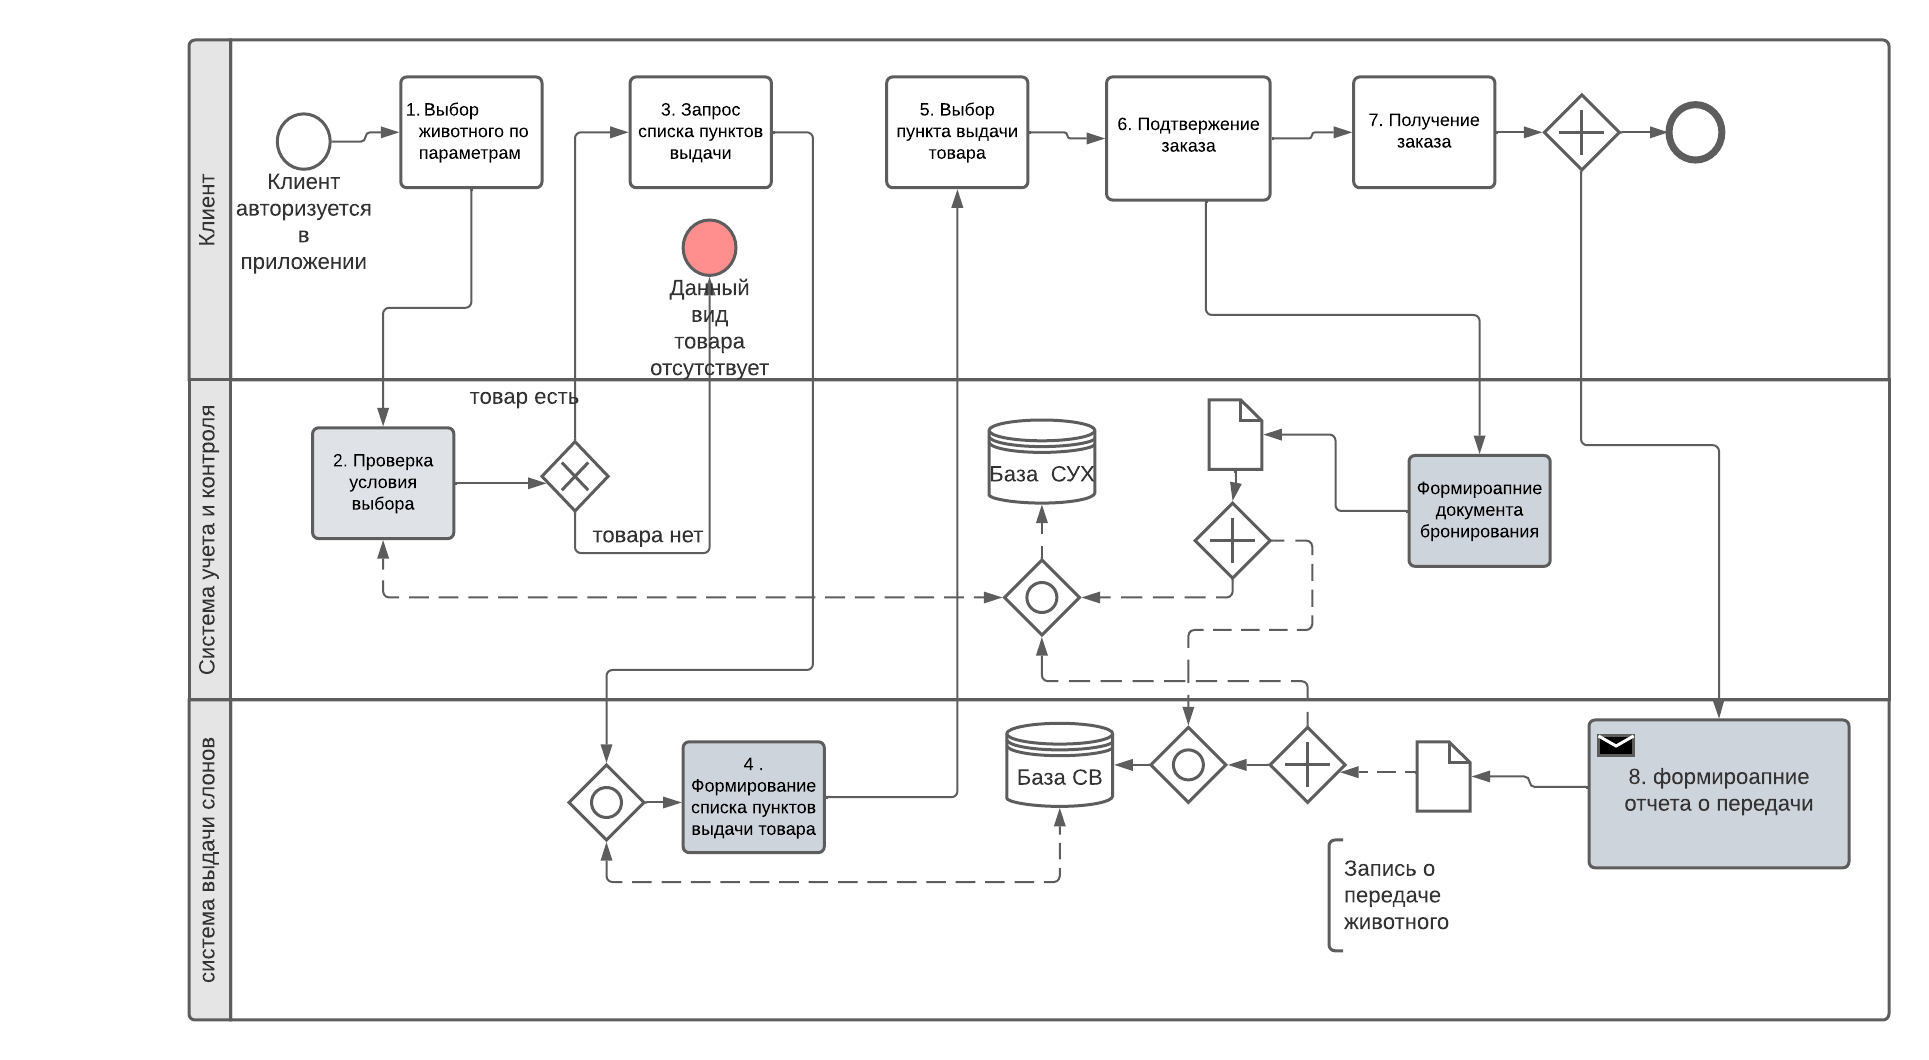 Клиент
Клиент
авторизуется
в
приложении
1. Выбор
животного по
параметрам
3. Запрос
списка пунктов
выдачи
Данный
вид
товара
отсутствует
5. Выбор
пункта выдачи
товара
6. Подтвержение
заказа
7. Получение
заказа
Система учета и контроля
2. Проверка
условия
выбора
товар есть
товара нет
База СУХ
Формироапние
документа
бронирования
система выдачи слонов
4 .
Формирование
списка пунктов
выдачи товара
База СВ
Запись о
передаче
животного
8. формироапние
отчета о передачи